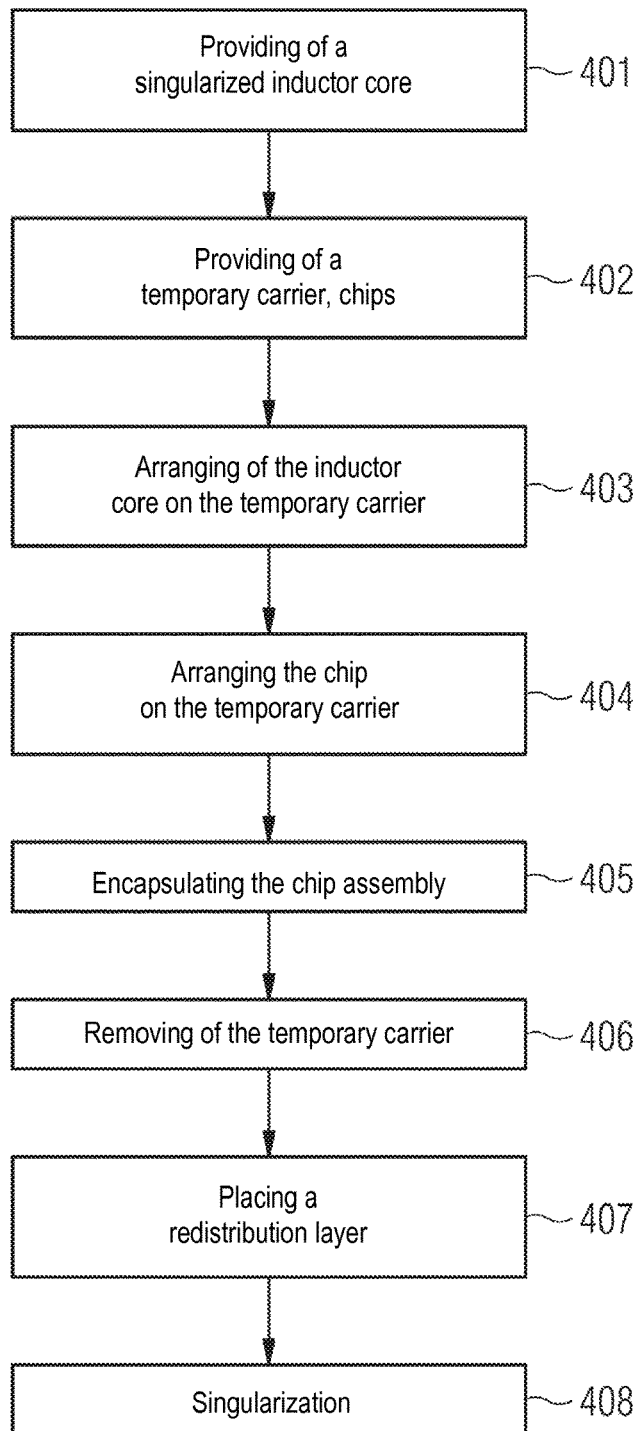 Providing of a
singularized inductor core
401
Providing of a
temporary carrier, chips
402
Arranging of the inductor
core on the temporary carrier
403
Arranging the chip
on the temporary carrier
404
Encapsulating the chip assembly
405
Removing of the temporary carrier
406
Placing a
redistribution layer
407
Singularization
408